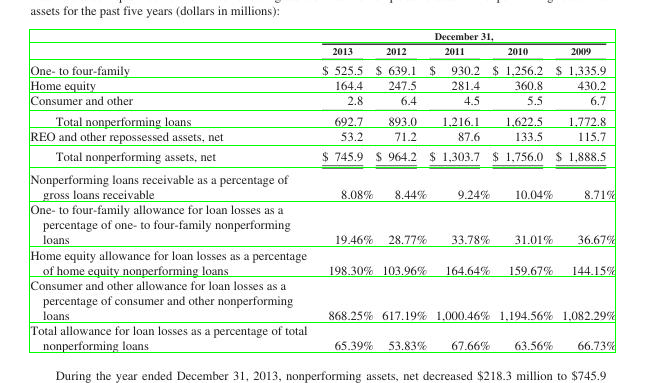 assets for the past five years (dollars in millions):
December 31,
2013 2012 2011 2010 2009
One- to four-family $ 525.5 $ 639.1 $ 930.2 $ 1,256.2 $ 1,335.9
Home equity 164.4 247.5 281.4 360.8 430.2
Consumer and other 2.8 6.4 4.5 5.5 6.7
Total nonperforming loans 692.7 893.0 1,216.1 1,622.5 1,772.8
REO and other repossessed assets, net 53.2 71.2 87.6 133.5 115.7
Total nonperforming assets, net $ 745.9 $ 964.2 $ 1,303.7 $ 1,756.0 $ 1,888.5
Nonperforming loans receivable as a percentage of
gross loans receivable 8.08% 8.44% 9.24% 10.04% 8.71%
One- to four-family allowance for loan losses as a
percentage of one- to four-family nonperforming
loans 19.46% 28.77% 33.78% 31.01% 36.67%
Home equity allowance for loan losses as a percentage
of home equity nonperforming loans 198.30% 103.96% 164.64% 159.67% 144.15%
Consumer and other allowance for loan losses as a
percentage of consumer and other nonperforming
loans 868.25% 617.19% 1,000.46% 1,194.56% 1,082.29%
Total allowance for loan losses as a percentage of total
nonperforming loans 65.39% 53.83% 67.66% 63.56% 66.73%
During the year ended December 31, 2013, nonperforming assets, net decreased $218.3 million to $745.9